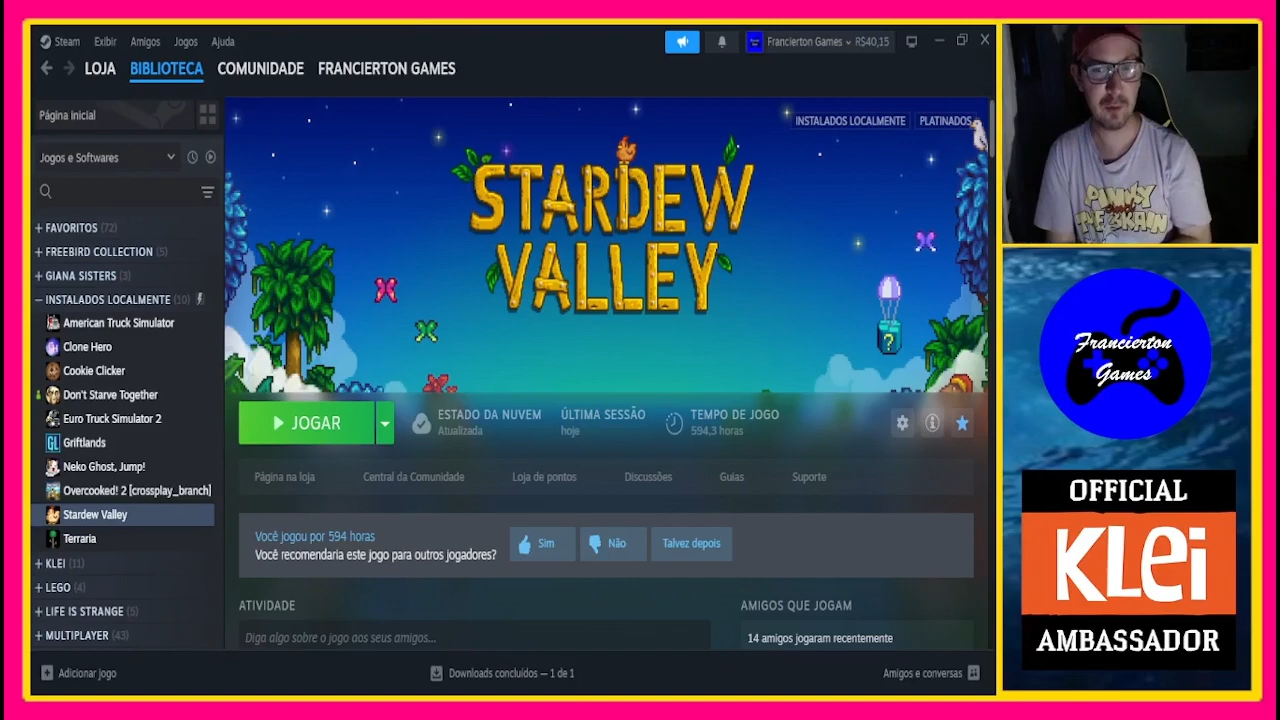 Steam Exibir Amigos Jogos Ajuda
Francierton Games R$40,15
LOJA BIBLIOTECA COMUNIDADE FRANCIERTON GAMES
Página inicial
Jogos e Softwares
+ FAVORITOS (72)
+ FREEBIRD COLLECTION (5)
+ GIANA SISTERS (3)
– INSTALADOS LOCALMENTE (10)
American Truck Simulator
Clone Hero
Cookie Clicker
Don't Starve Together
Euro Truck Simulator 2
GL Griftlands
Neko Ghost, Jump!
Overcooked! 2 [crossplay_branch]
Stardew Valley
Terraria
+ KLEI (11)
+ LEGO (4)
+ LIFE IS STRANGE (5)
+ MULTIPLAYER (43)
Adicionar jogo
INSTALADOS LOCALMENTE PLATINADOS
STARDEW
VALLEY
?
JOGAR
ESTADO DA NUVEM
Atualizada
ÚLTIMA SESSÃO
hoje
TEMPO DE JOGO
594,3 horas
Página na loja Central da Comunidade Loja de pontos Discussões Guias Suporte
Você jogou por 594 horas
Você recomendaria este jogo para outros jogadores?
Sim Não Talvez depois
ATIVIDADE
Diga algo sobre o jogo aos seus amigos...
AMIGOS QUE JOGAM
14 amigos jogaram recentemente
Downloads concluídos — 1 de 1
Amigos e conversas
PINKY
and
THE BRAIN
Francierton
Games
OFFICIAL
KLei
AMBASSADOR